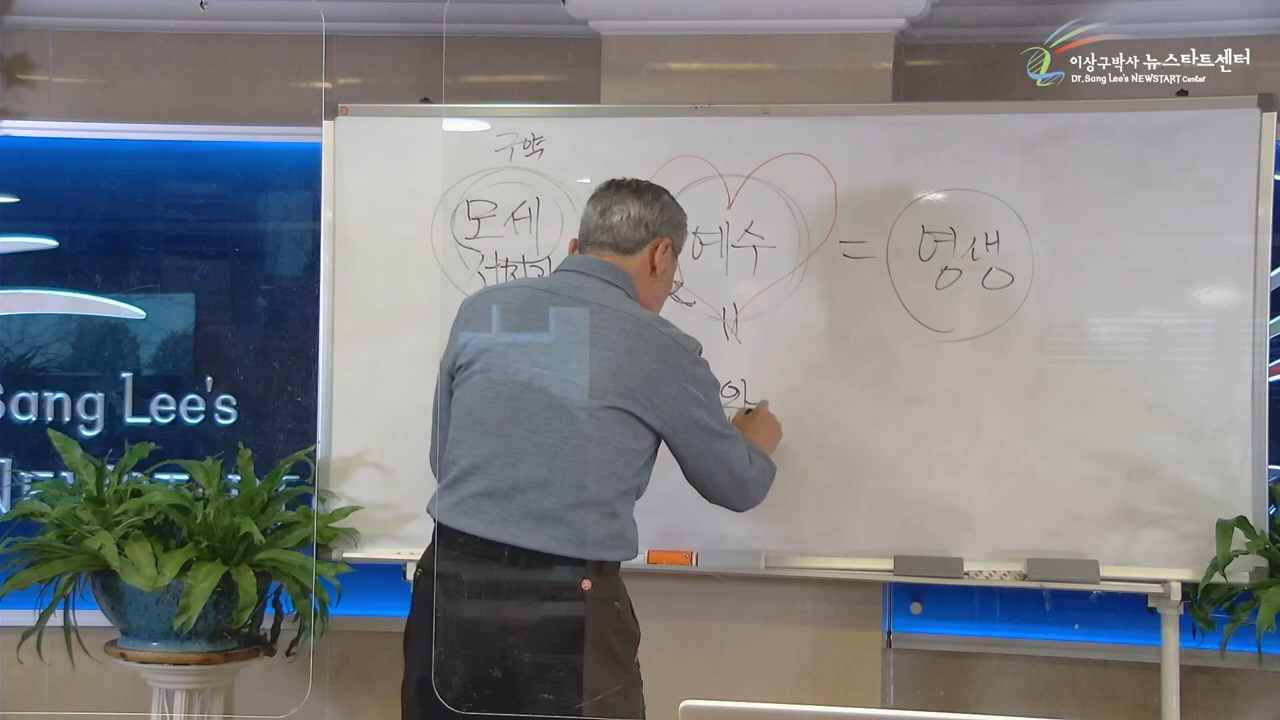 이상구박사 뉴스타트센터
Dr. Sang Lee's NEWSTART Center
구약
모세
예수 = 영생
Sang Lee's